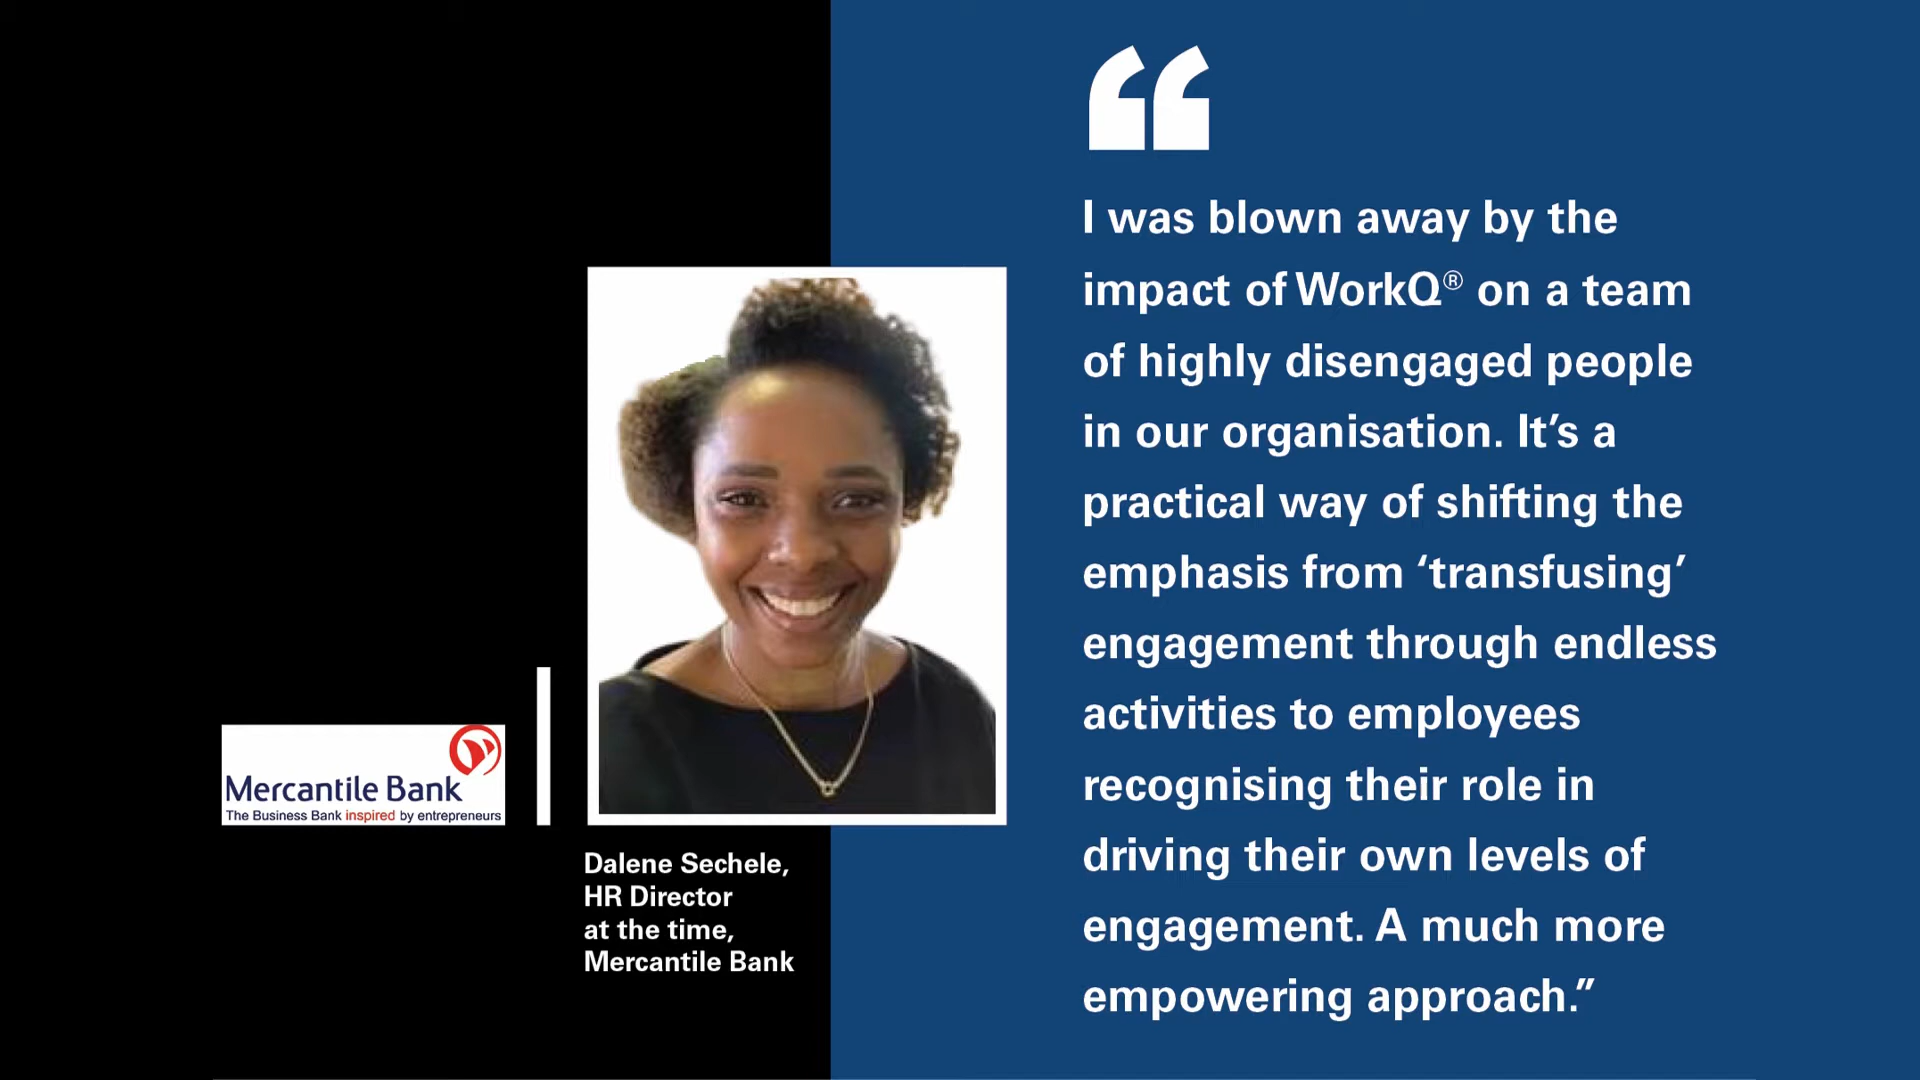 “
I was blown away by the
impact of WorkQ® on a team
of highly disengaged people
in our organisation. It’s a
practical way of shifting the
emphasis from ‘transfusing’
engagement through endless
activities to employees
recognising their role in
driving their own levels of
engagement. A much more
empowering approach.”
Mercantile Bank
The Business Bank inspired by entrepreneurs
Dalene Sechele,
HR Director
at the time,
Mercantile Bank